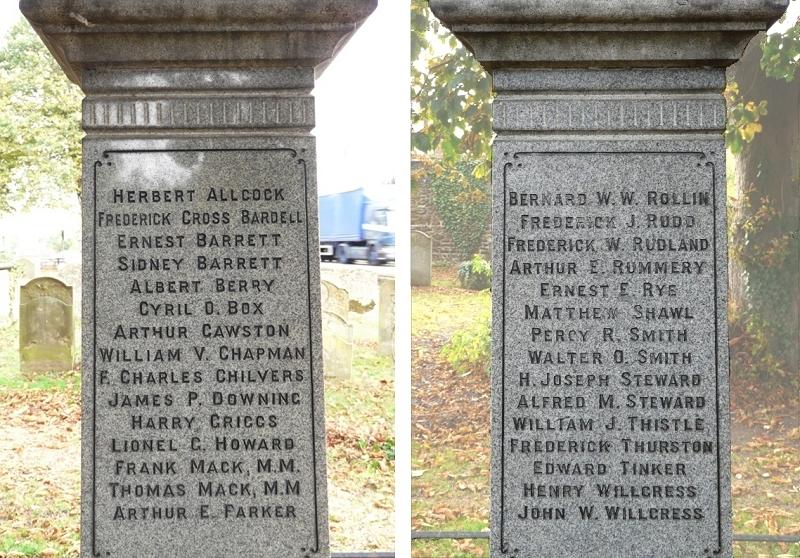 HERBERT ALLCOCK
FREDERICK CROSS BARDELL
ERNEST BARRETT
SIDNEY BARRETT
ALBERT BERRY
CYRIL O. BOX
ARTHUR CAWSTON
WILLIAM V. CHAPMAN
F. CHARLES CHILVERS
JAMES P. DOWNING
HARRY GRIGGS
LIONEL G. HOWARD
FRANK MACK, M.M.
THOMAS MACK, M.M
ARTHUR E. FARKER
BERNARD W. W. ROLLIN
FREDERICK J. RUDD
FREDERICK W. RUDLAND
ARTHUR E. RUMMERY
ERNEST E. RYE
MATTHEW SHAWL
PERCY R. SMITH
WALTER O. SMITH
H. JOSEPH STEWARD
ALFRED M. STEWARD
WILLIAM J. THISTLE
FREDERICK THURSTON
EDWARD TINKER
HENRY WILLGRESS
JOHN W. WILLGRESS